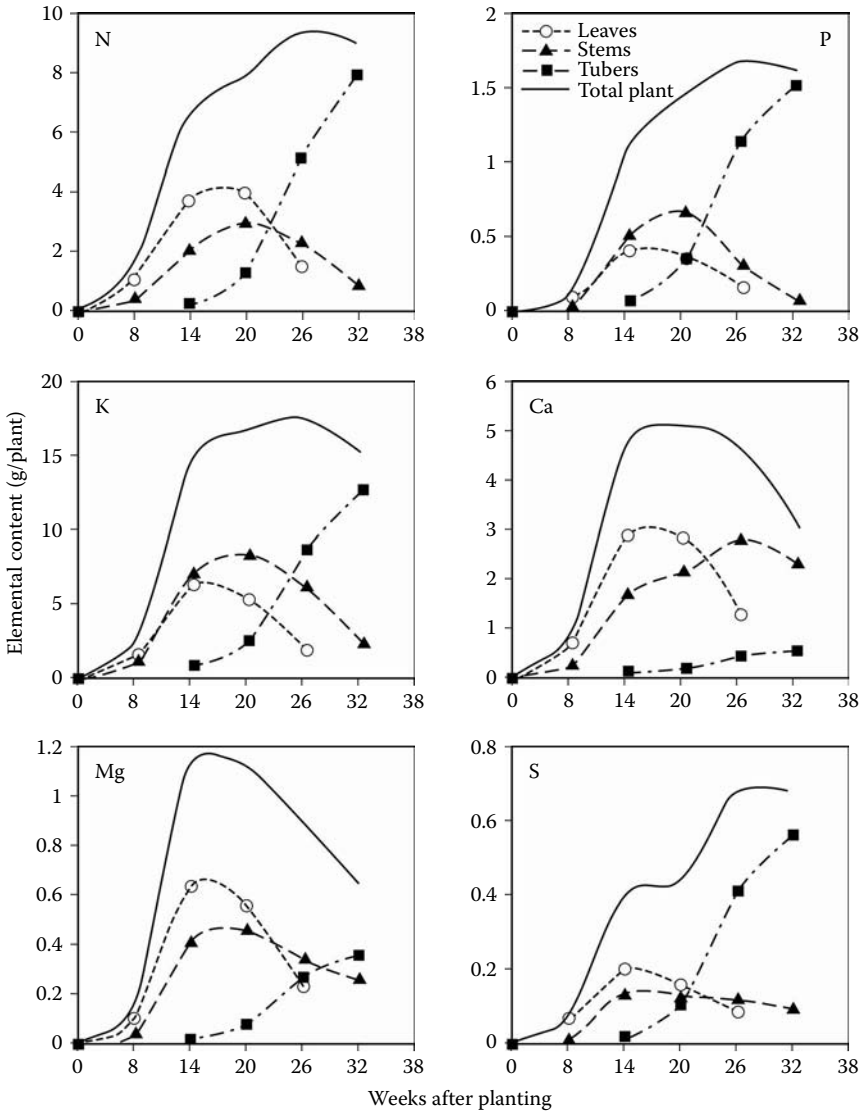 N
10
8
6
4
2
0
0 8 14 20 26 32 38
P
2
1.5
1
0.5
0
0 8 14 20 26 32 38
Leaves
Stems
Tubers
Total plant
K
20
15
10
5
0
0 8 14 20 26 32 38
Ca
6
5
4
3
2
1
0
0 8 14 20 26 32 38
Elemental content (g/plant)
Mg
1.2
1
0.8
0.6
0.4
0.2
0
0 8 14 20 26 32 38
S
0.8
0.6
0.4
0.2
0
0 8 14 20 26 32 38
Weeks after planting